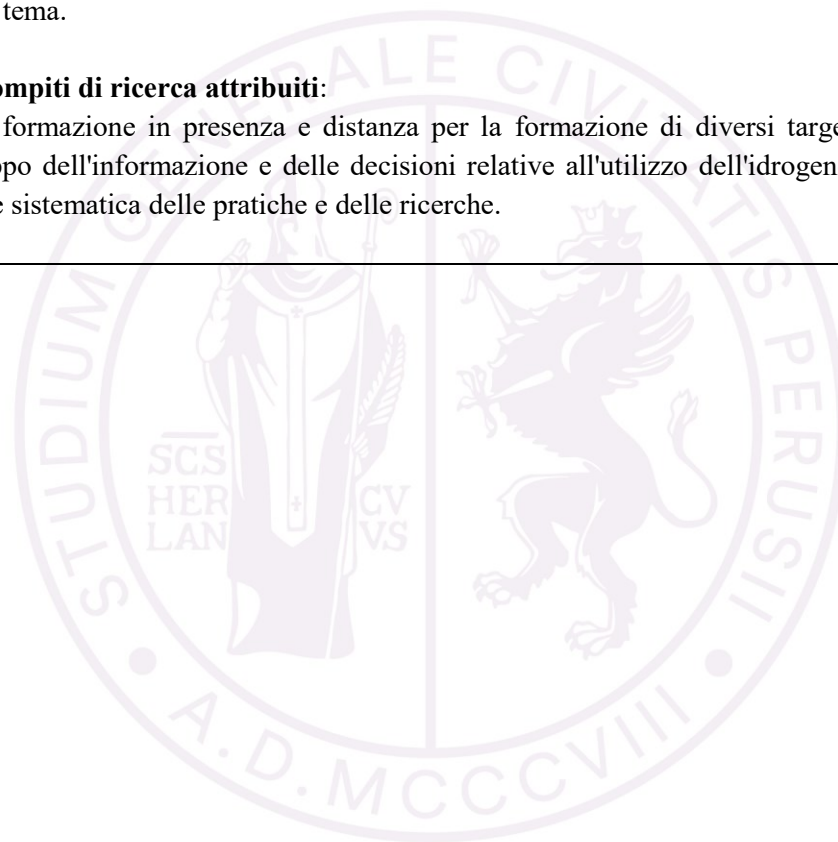 tema.
ompiti di ricerca attribuiti:
formazione in presenza e distanza per la formazione di diversi targe
ppo dell'informazione e delle decisioni relative all'utilizzo dell'idrogen
e sistematica delle pratiche e delle ricerche.
STUDIUM GENERALE CIVITATIS PERUSII
SCS
HER
LAN
CV
VS
A.D. MCCCVIII